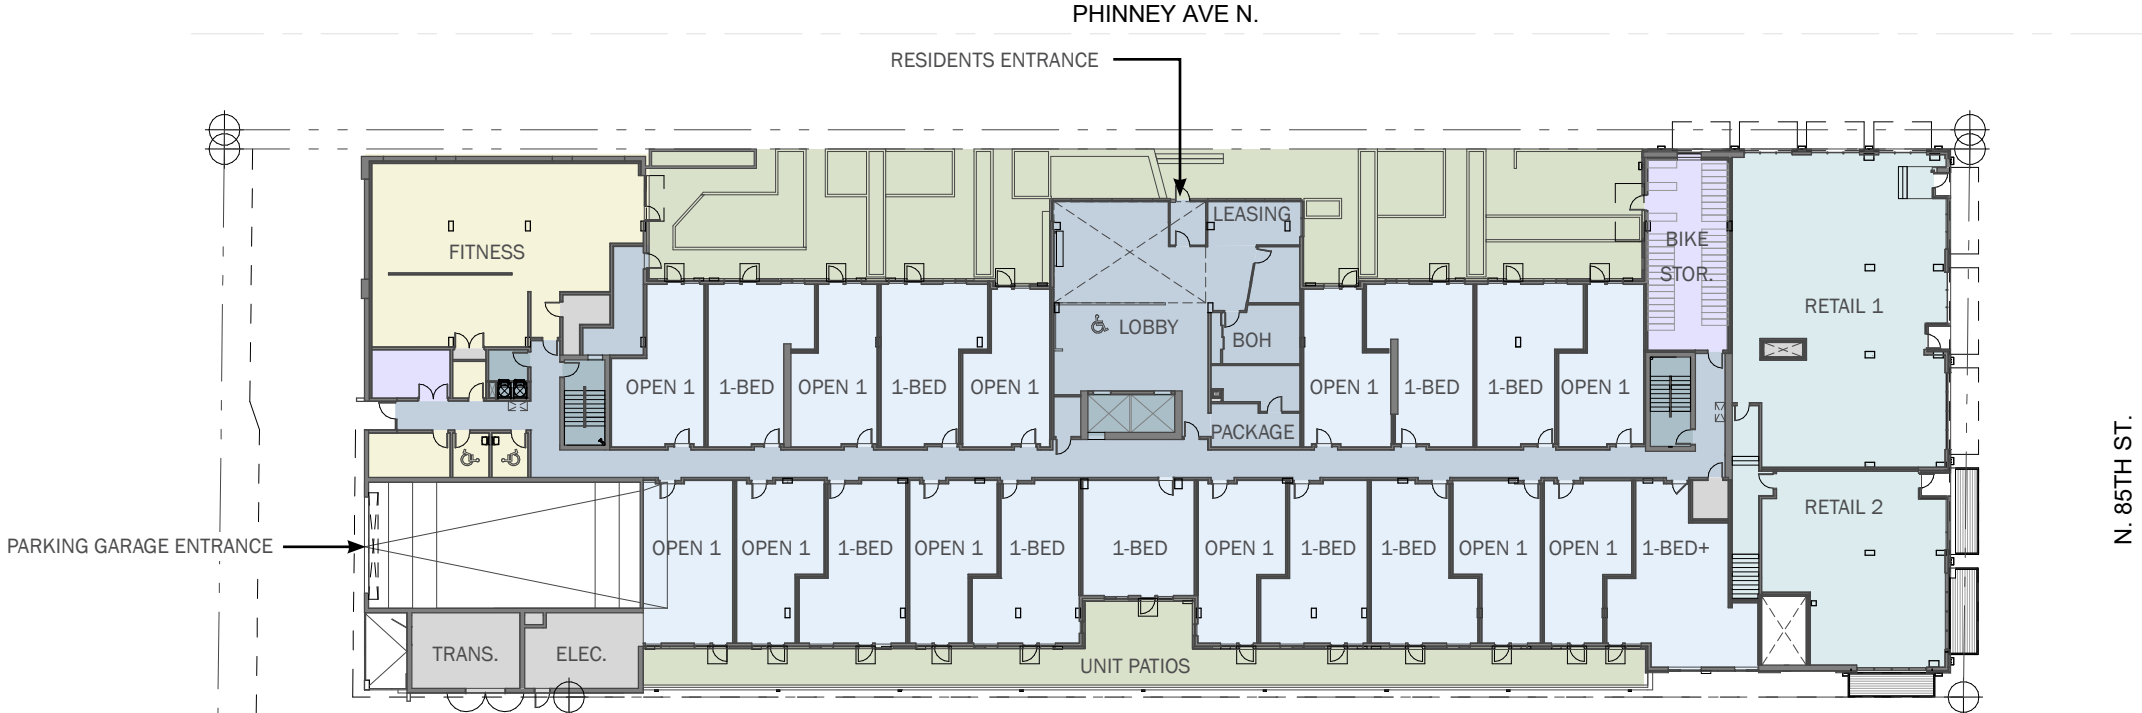 PHINNEY AVE N.
RESIDENTS ENTRANCE
LEASING
FITNESS
BIKE
STOR.
RETAIL 1
LOBBY
BOH
OPEN 1
1-BED
OPEN 1
1-BED
OPEN 1
OPEN 1
1-BED
1-BED
OPEN 1
PACKAGE
N. 85TH ST.
RETAIL 2
PARKING GARAGE ENTRANCE
OPEN 1
OPEN 1
1-BED
OPEN 1
1-BED
1-BED
OPEN 1
1-BED
1-BED
OPEN 1
OPEN 1
1-BED+
TRANS.
ELEC.
UNIT PATIOS